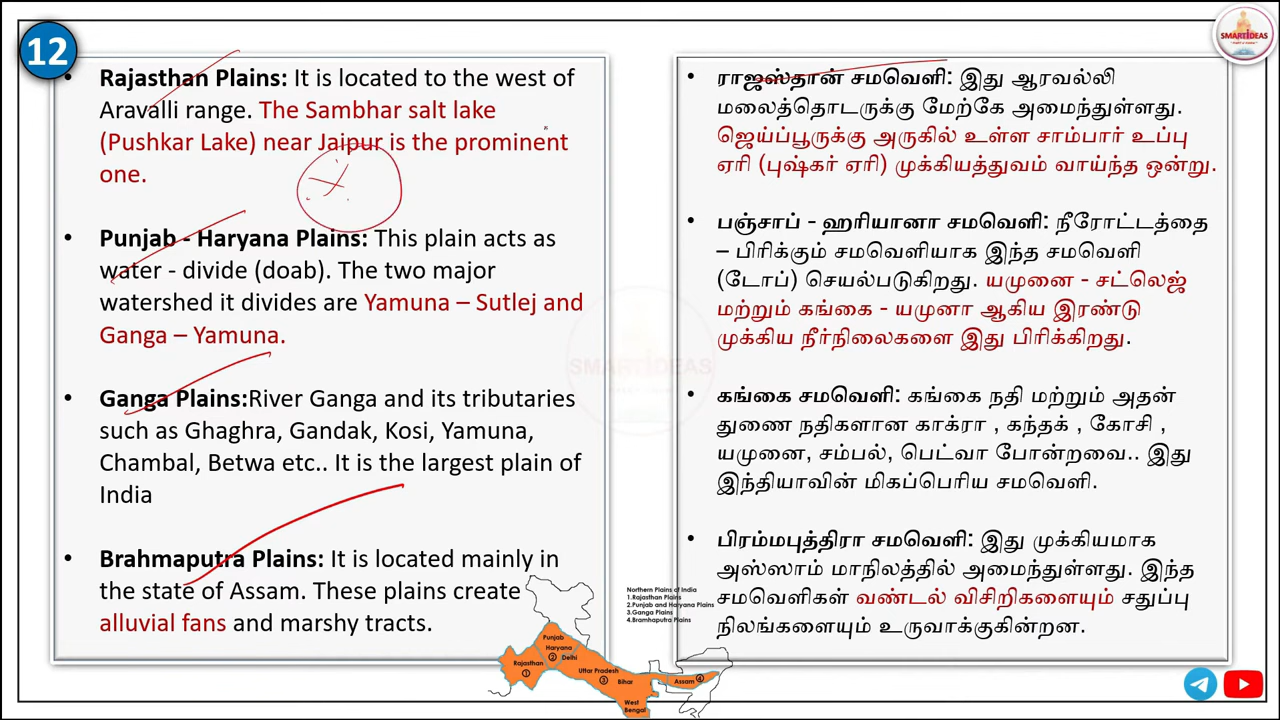 12
SMARTIDEAS
• Rajasthan Plains: It is located to the west of
Aravalli range. The Sambhar salt lake
(Pushkar Lake) near Jaipur is the prominent
one.
• Punjab - Haryana Plains: This plain acts as
water - divide (doab). The two major
watershed it divides are Yamuna – Sutlej and
Ganga – Yamuna.
• Ganga Plains:River Ganga and its tributaries
such as Ghaghra, Gandak, Kosi, Yamuna,
Chambal, Betwa etc.. It is the largest plain of
India
• Brahmaputra Plains: It is located mainly in
the state of Assam. These plains create
alluvial fans and marshy tracts.
• ராஜஸ்தான் சமவெளி: இது ஆரவல்லி
மலைத்தொடருக்கு மேற்கே அமைந்துள்ளது.
ஜெய்ப்பூருக்கு அருகில் உள்ள சாம்பார் உப்பு
ஏரி (புஷ்கர் ஏரி) முக்கியத்துவம் வாய்ந்த ஒன்று.
• பஞ்சாப் - ஹரியானா சமவெளி: நீரோட்டத்தை
– பிரிக்கும் சமவெளியாக இந்த சமவெளி
(டோப்) செயல்படுகிறது. யமுனை - சட்லெஜ்
மற்றும் கங்கை - யமுனா ஆகிய இரண்டு
முக்கிய நீர்நிலைகளை இது பிரிக்கிறது.
• கங்கை சமவெளி: கங்கை நதி மற்றும் அதன்
துணை நதிகளான காக்ரா , கந்தக் , கோசி ,
யமுனை, சம்பல், பெட்வா போன்றவை.. இது
இந்தியாவின் மிகப்பெரிய சமவெளி.
• பிரம்மபுத்திரா சமவெளி: இது முக்கியமாக
அஸ்ஸாம் மாநிலத்தில் அமைந்துள்ளது. இந்த
சமவெளிகள் வண்டல் விசிறிகளையும் சதுப்பு
நிலங்களையும் உருவாக்குகின்றன.
SMARTIDEAS
Northern Plains of India
1.Rajasthan Plains
2.Punjab and Haryana Plains
3.Ganga Plains
4.Bramhaputra Plains
Punjab
Haryana
2 Delhi
Rajasthan
1
Uttar Pradesh
3 Bihar
Assam 4
West
Bengal